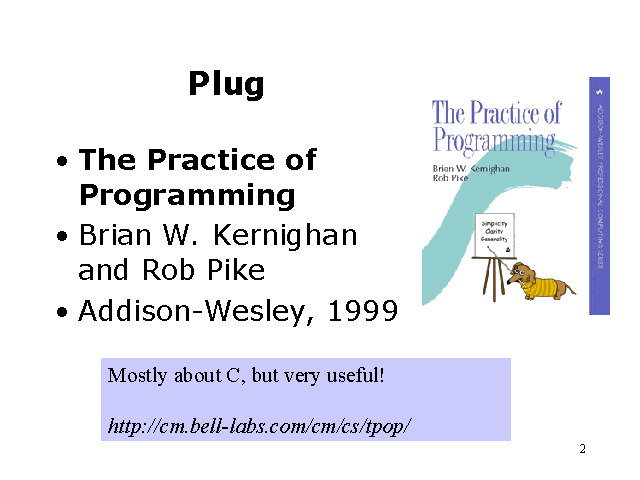 Plug
• The Practice of
Programming
• Brian W. Kernighan
and Rob Pike
• Addison-Wesley, 1999
The Practice of
Programming
Brian W. Kernighan
Rob Pike
Simplicity
Clarity
Generality
ADDISON-WESLEY PROFESSIONAL COMPUTING SERIES
Mostly about C, but very useful!
http://cm.bell-labs.com/cm/cs/tpop/
2